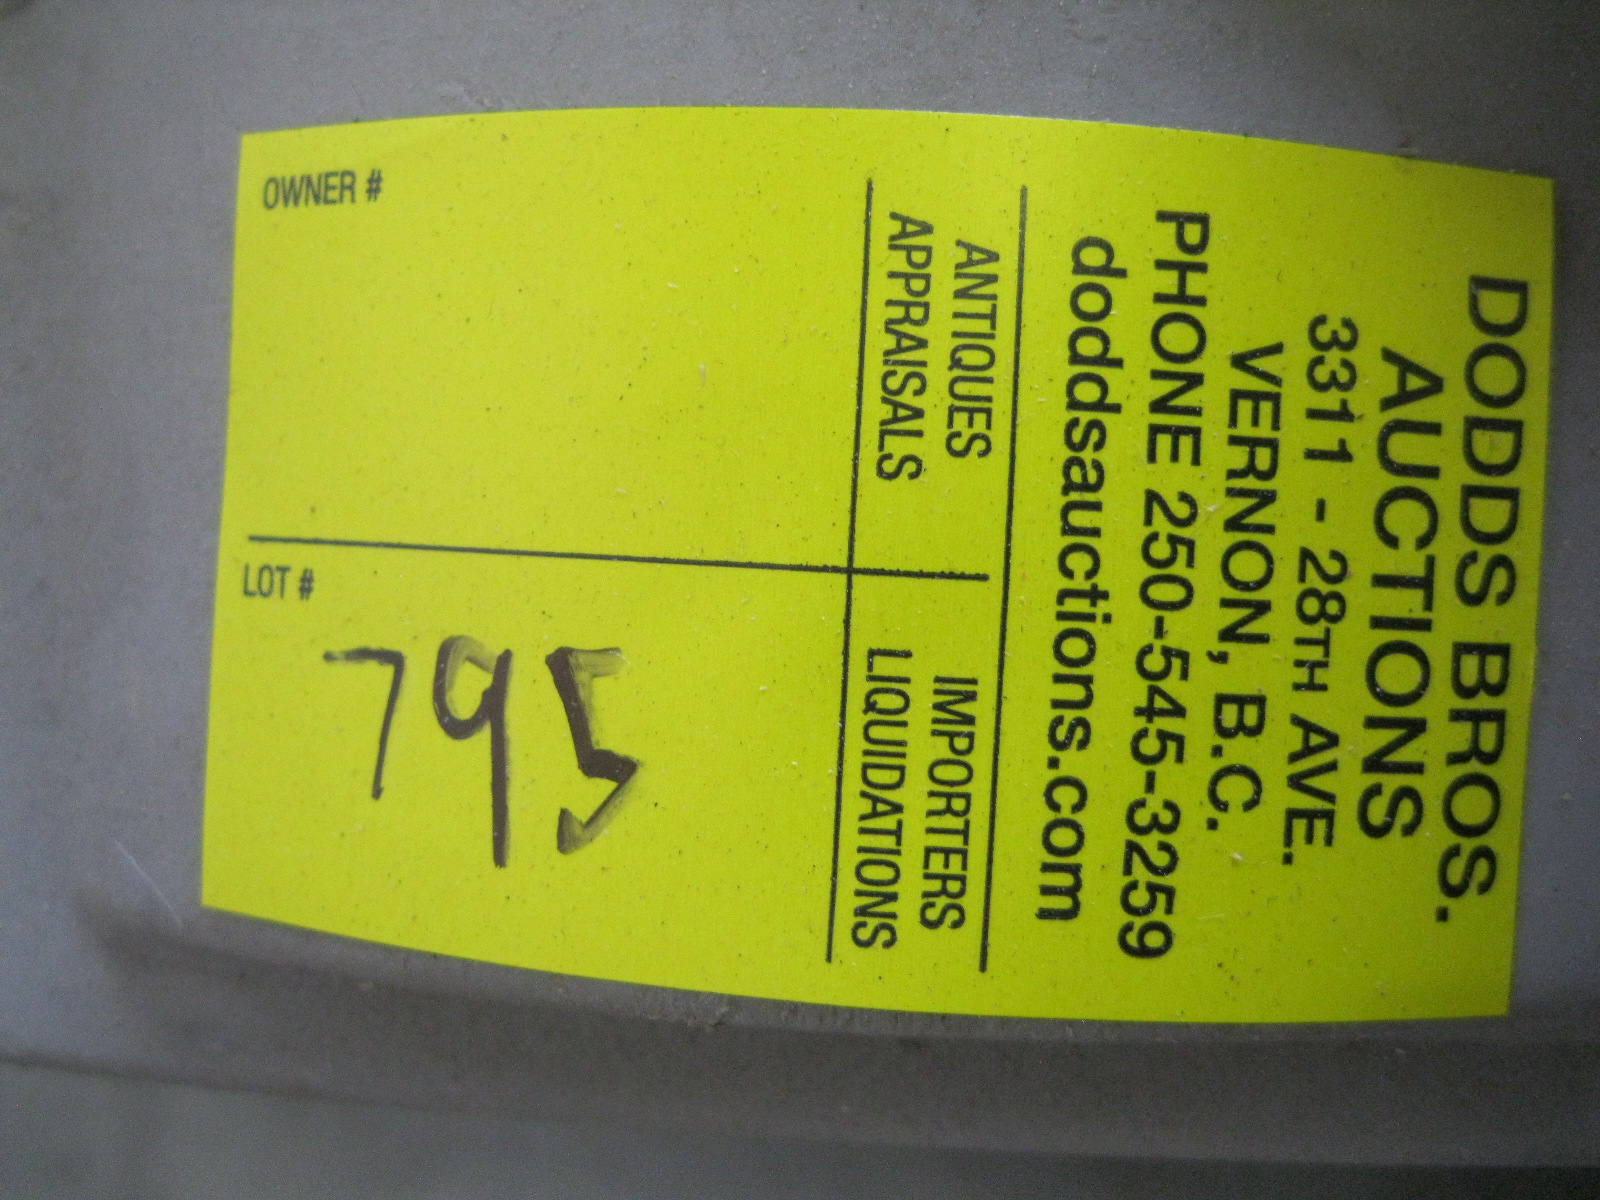 DODDS BROS.
AUCTIONS
3311 - 28TH AVE.
VERNON, B.C.
PHONE 250-545-3259
doddsauctions.com
ANTIQUES
APPRAISALS
IMPORTERS
LIQUIDATIONS
OWNER #
LOT #
795